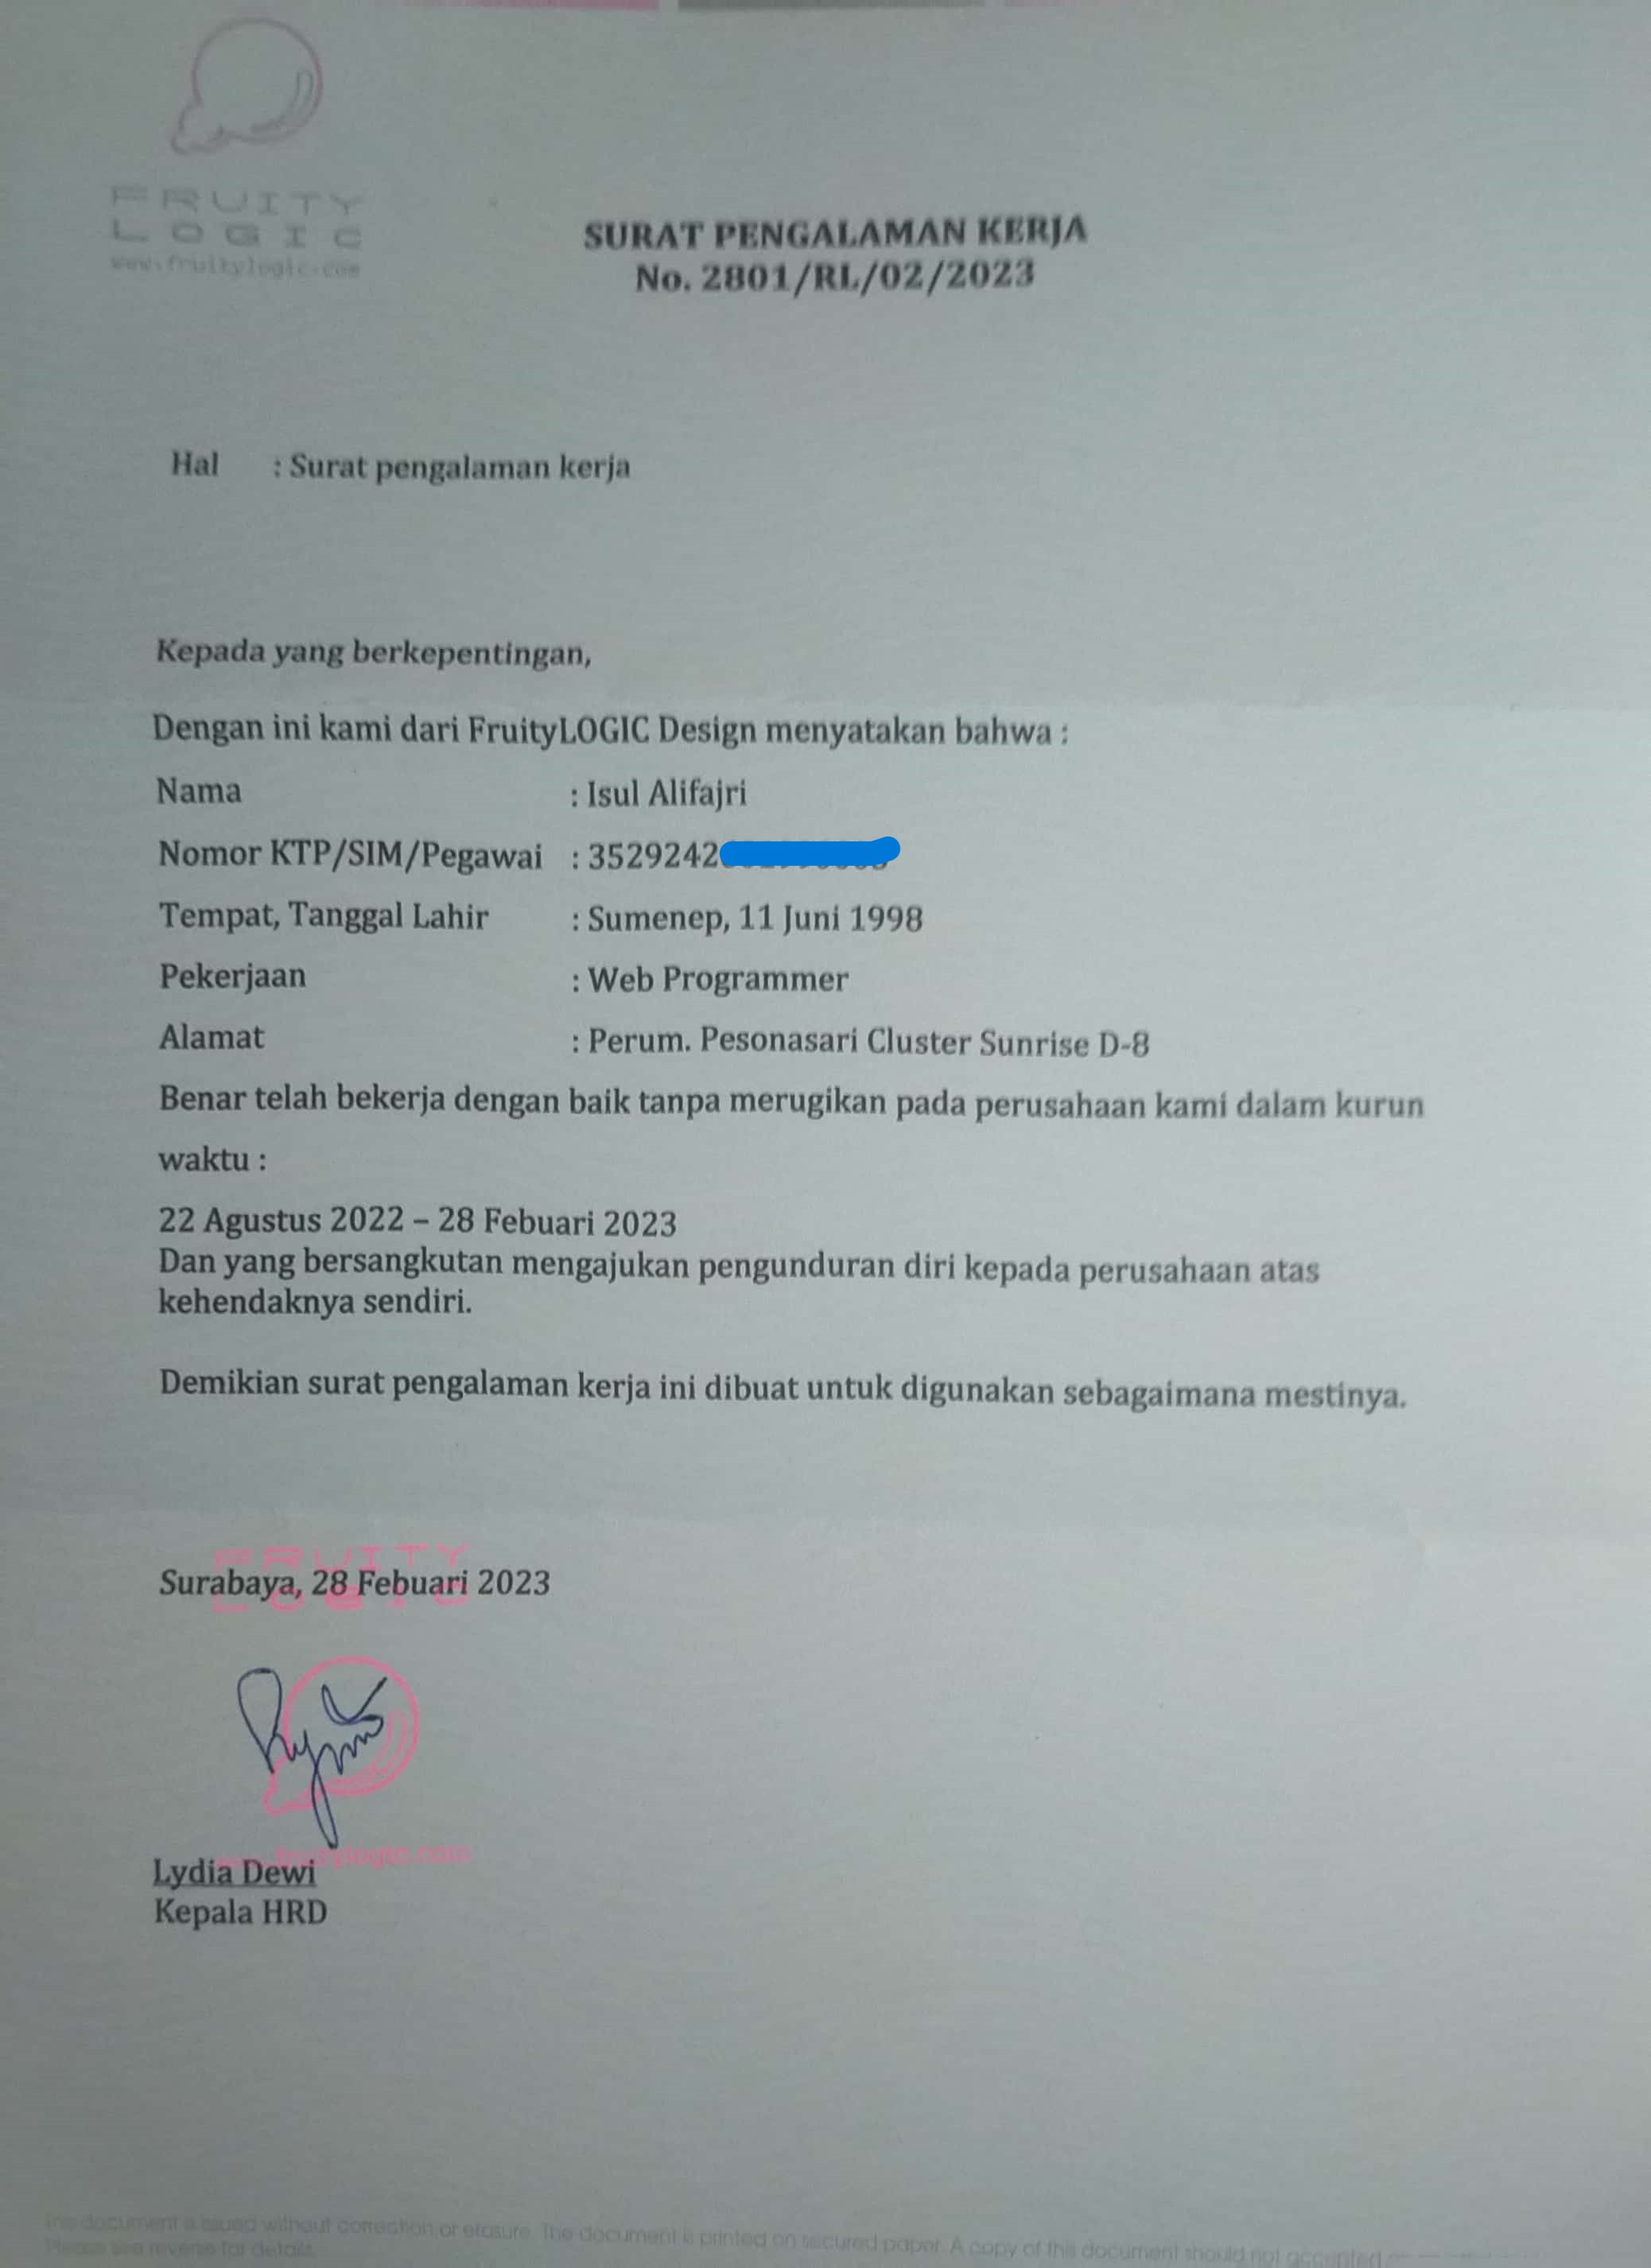 FRUITY
LOGIC
www.fruitylogic.com
SURAT PENGALAMAN KERJA
No. 2801/RL/02/2023
Hal : Surat pengalaman kerja
Kepada yang berkepentingan,
Dengan ini kami dari FruityLOGIC Design menyatakan bahwa :
Nama : Isul Alifajri
Nomor KTP/SIM/Pegawai : 3529242
Tempat, Tanggal Lahir : Sumenep, 11 Juni 1998
Pekerjaan : Web Programmer
Alamat : Perum. Pesonasari Cluster Sunrise D-8
Benar telah bekerja dengan baik tanpa merugikan pada perusahaan kami dalam kurun
waktu :
22 Agustus 2022 – 28 Febuari 2023
Dan yang bersangkutan mengajukan pengunduran diri kepada perusahaan atas
kehendaknya sendiri.
Demikian surat pengalaman kerja ini dibuat untuk digunakan sebagaimana mestinya.
FRUITY
LOGIC
Surabaya, 28 Febuari 2023
www.fruitylogic.com
Lydia Dewi
Kepala HRD
This document is issued without correction or erasure. The document is printed on secured paper. A copy of this document should not accepted
Please see reverse for details